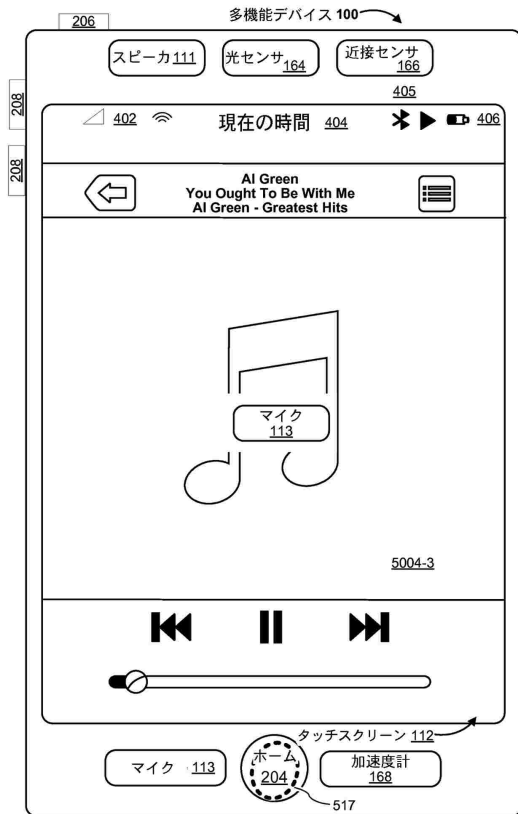 多機能デバイス 100
206
スピーカ 111
光センサ 164
近接センサ 166
405
208
402
現在の時間 404
406
208
Al Green
You Ought To Be With Me
Al Green - Greatest Hits
マイク
113
5004-3
タッチスクリーン 112
マイク 113
ホーム
204
加速度計
168
517